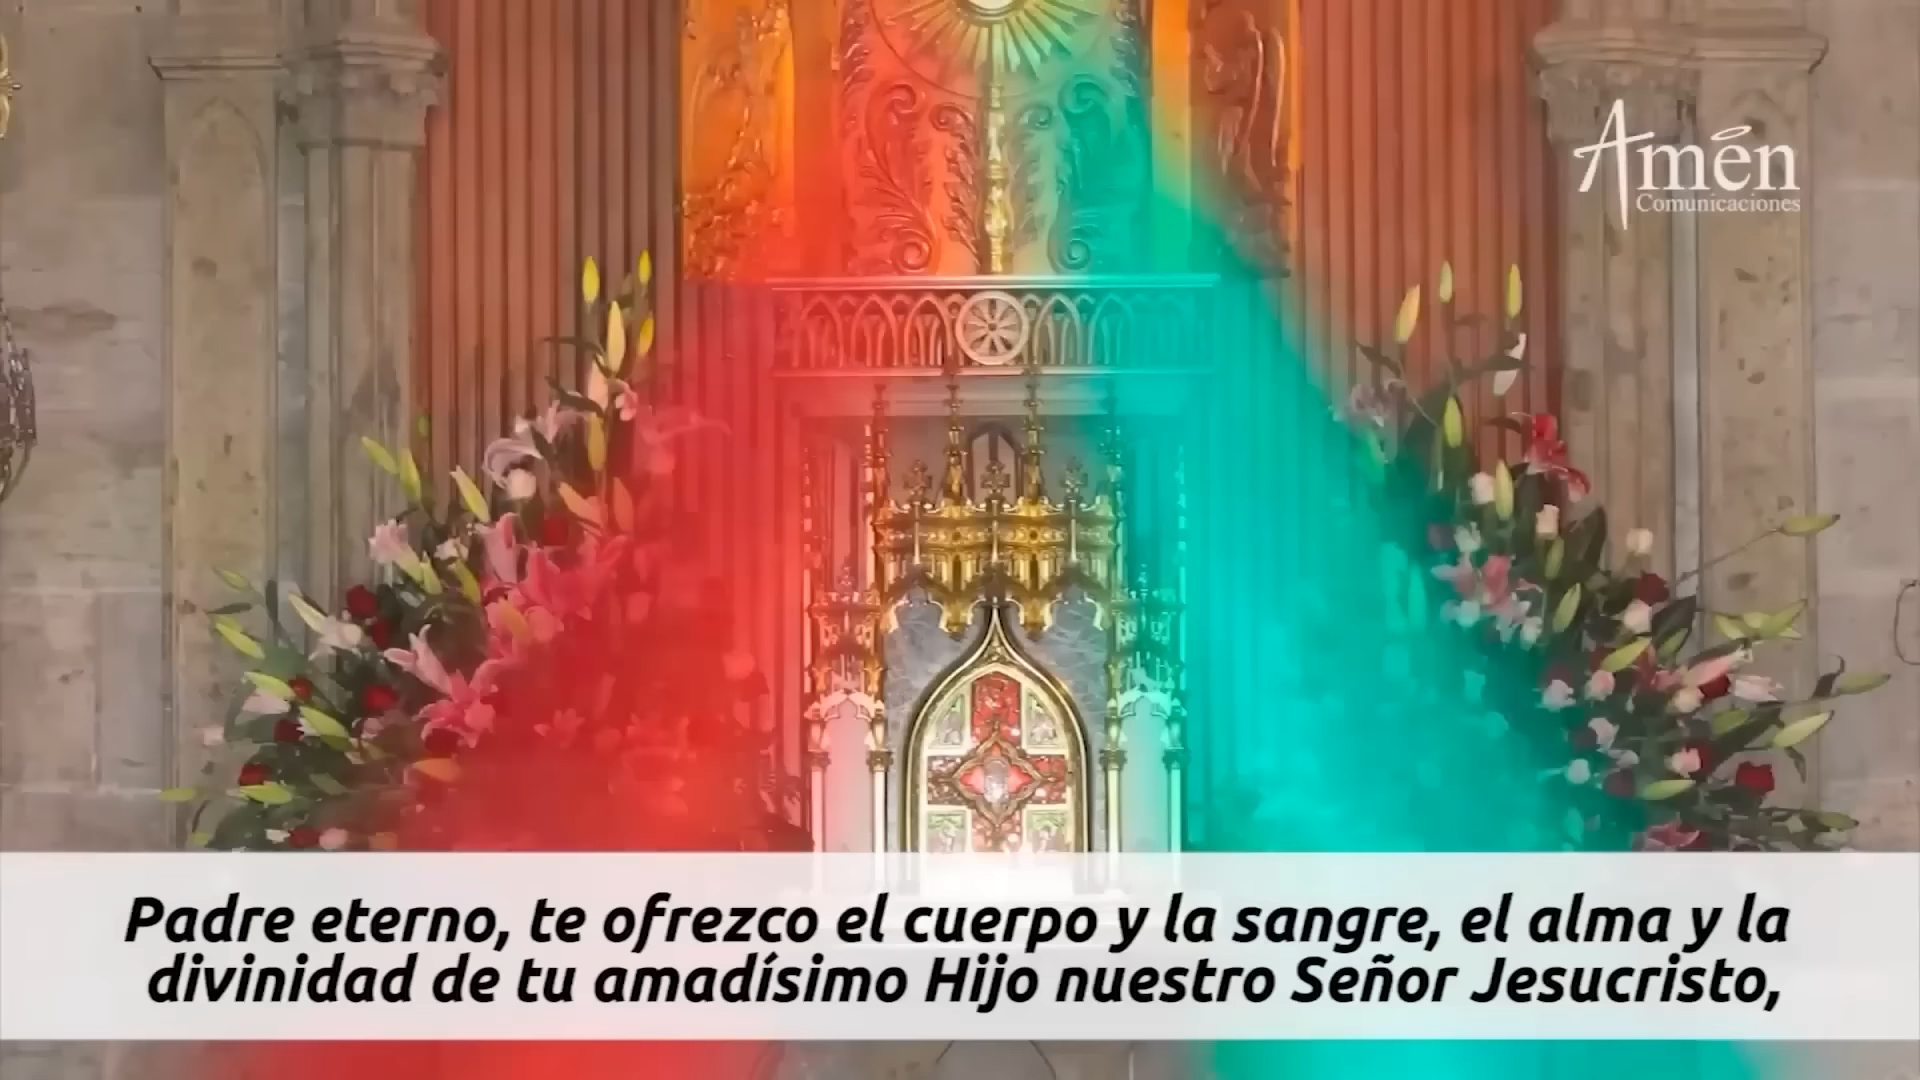 Amén
Comunicaciones
Padre eterno, te ofrezco el cuerpo y la sangre, el alma y la
divinidad de tu amadísimo Hijo nuestro Señor Jesucristo,